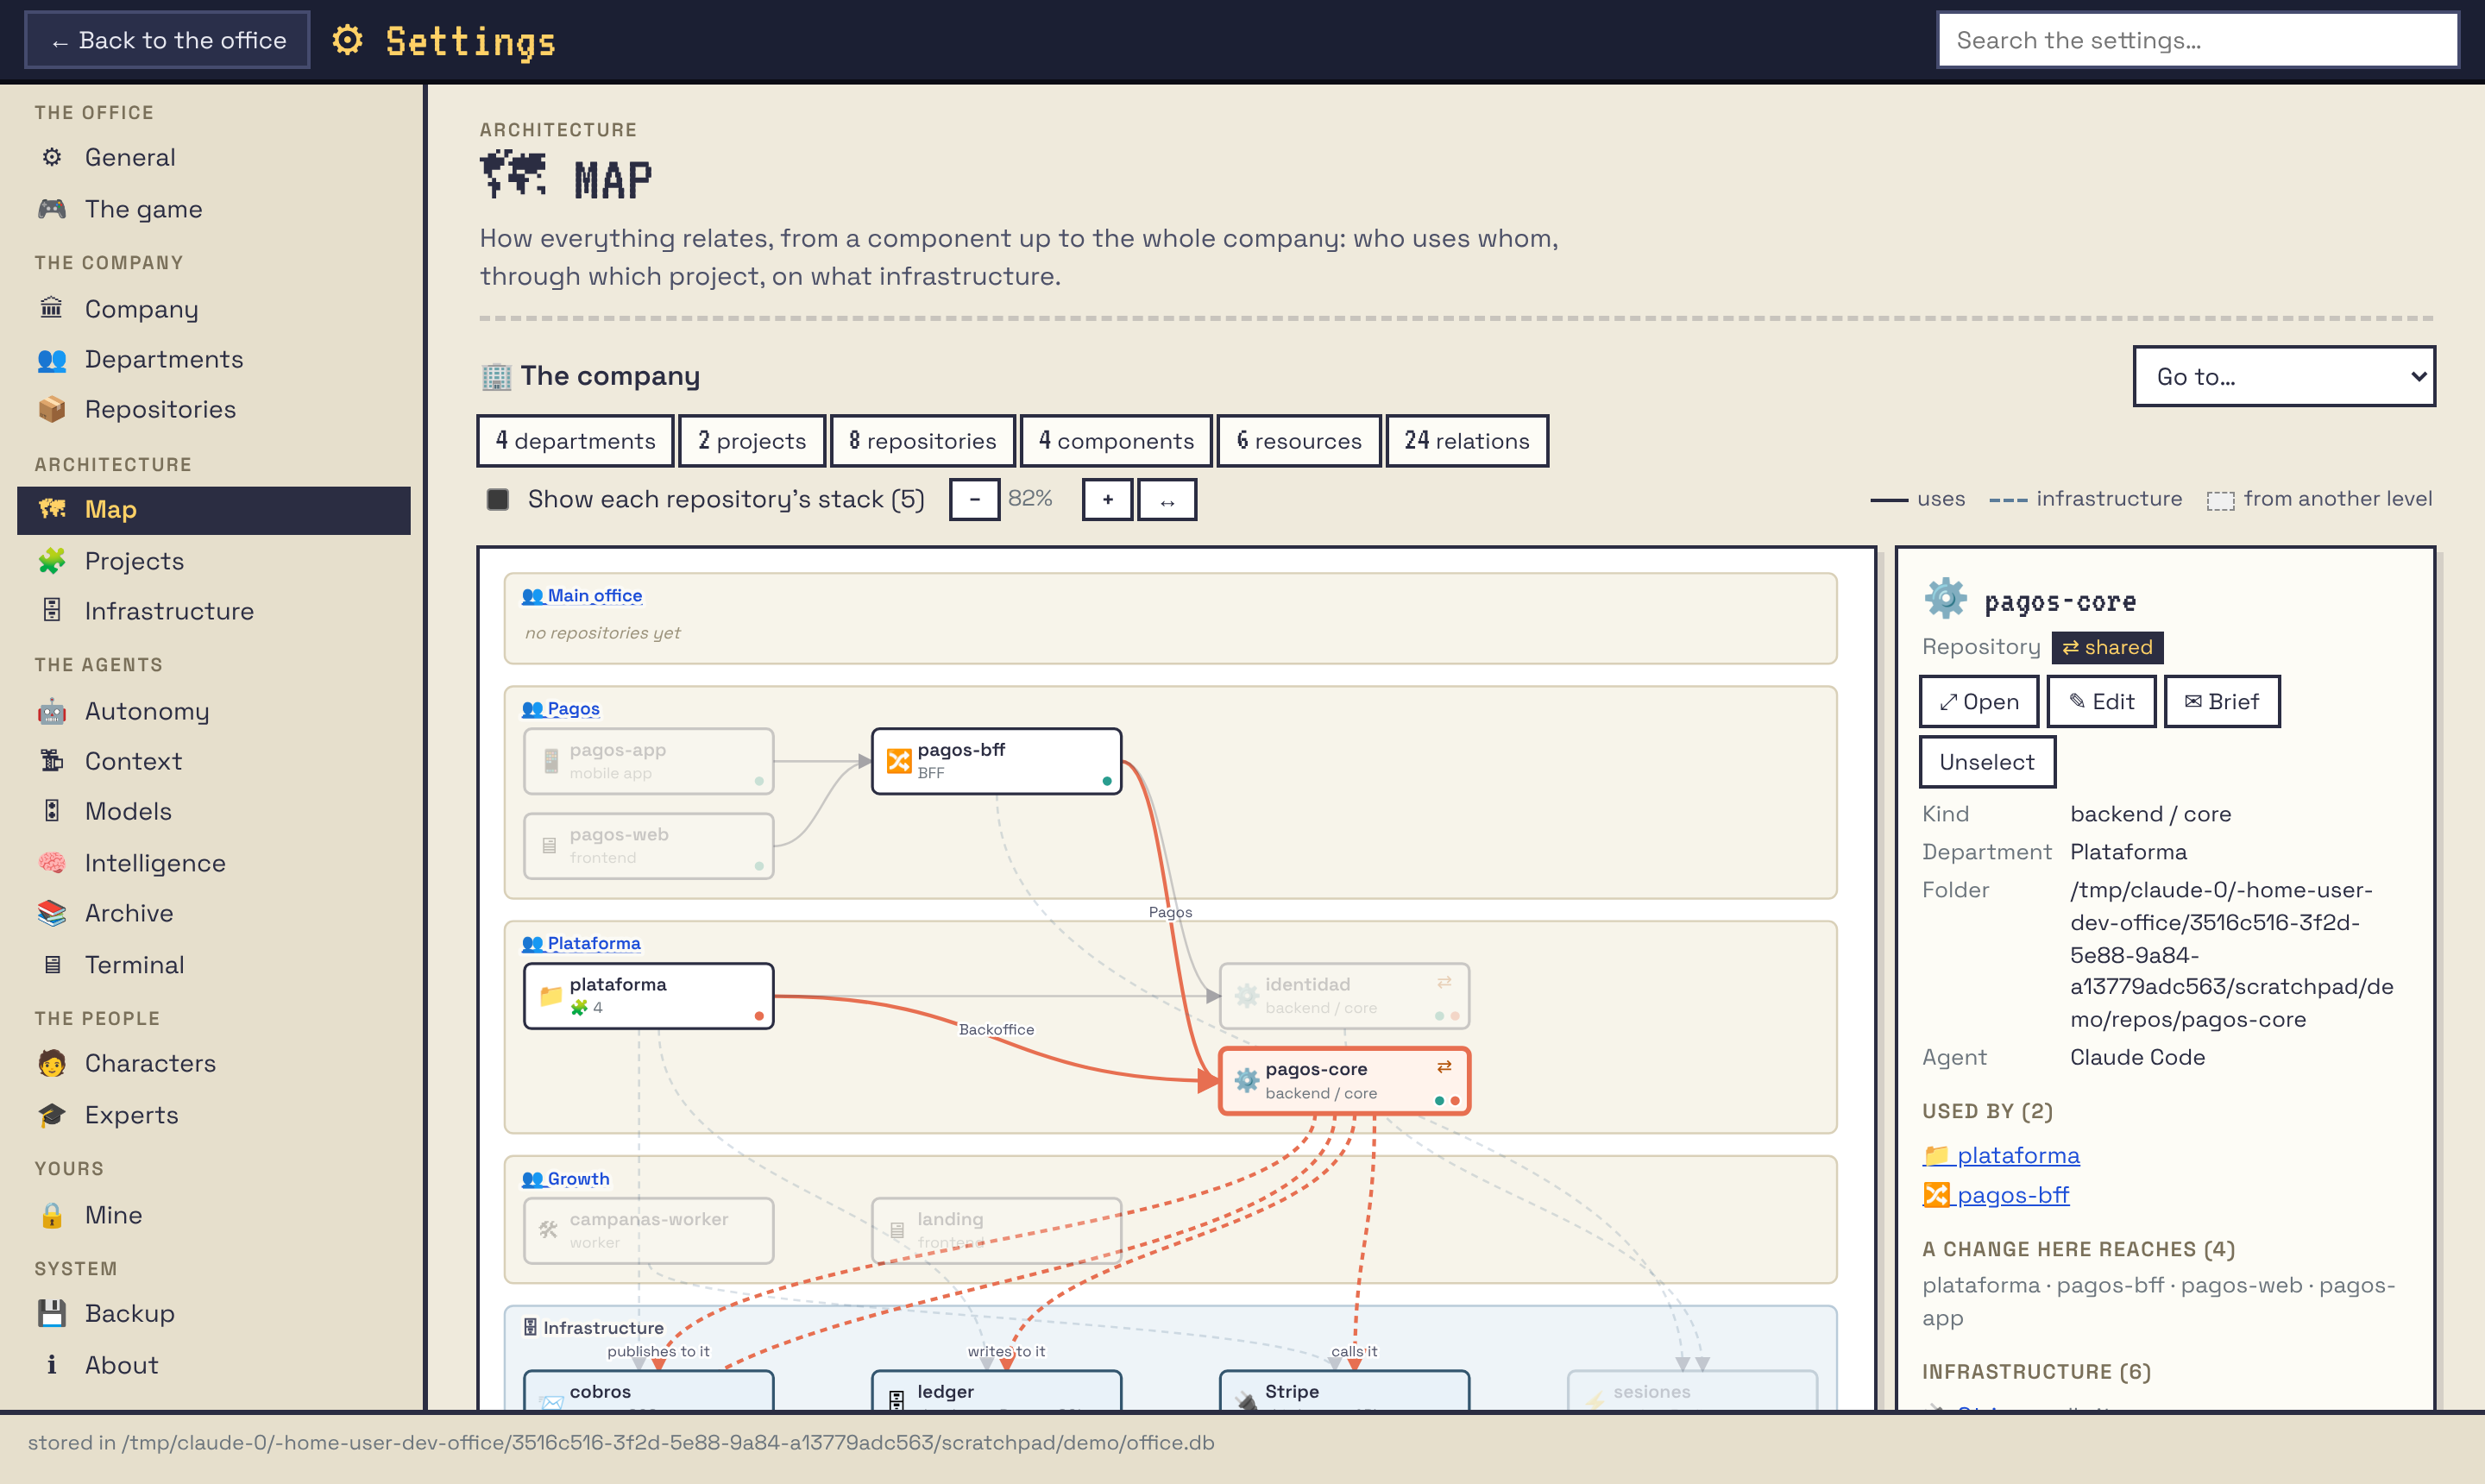 ← Back to the office
⚙ Settings
Search the settings...
THE OFFICE
General
The game
THE COMPANY
Company
Departments
Repositories
ARCHITECTURE
Map
Projects
Infrastructure
THE AGENTS
Autonomy
Context
Models
Intelligence
Archive
Terminal
THE PEOPLE
Characters
Experts
YOURS
Mine
SYSTEM
Backup
About
ARCHITECTURE
MAP
How everything relates, from a component up to the whole company: who uses whom,
through which project, on what infrastructure.
The company
Go to...
4 departments
2 projects
8 repositories
4 components
6 resources
24 relations
Show each repository's stack (5)
− 82% + ↔
uses
infrastructure
from another level
Main office
no repositories yet
Pagos
pagos-app
mobile app
pagos-bff
BFF
pagos-web
frontend
Pagos
Plataforma
plataforma
4
Backoffice
identidad
backend / core
pagos-core
backend / core
Growth
campanas-worker
worker
landing
frontend
Infrastructure
publishes to it
writes to it
calls it
cobros
ledger
Stripe
sesiones
pagos-core
Repository
⇄ shared
Open
Edit
Brief
Unselect
Kind backend / core
Department Plataforma
Folder /tmp/claude-0/-home-user-
dev-office/3516c516-3f2d-
5e88-9a84-
a13779adc563/scratchpad/de
mo/repos/pagos-core
Agent Claude Code
USED BY (2)
plataforma
pagos-bff
A CHANGE HERE REACHES (4)
plataforma · pagos-bff · pagos-web · pagos-
app
INFRASTRUCTURE (6)
stored in /tmp/claude-0/-home-user-dev-office/3516c516-3f2d-5e88-9a84-a13779adc563/scratchpad/demo/office.db